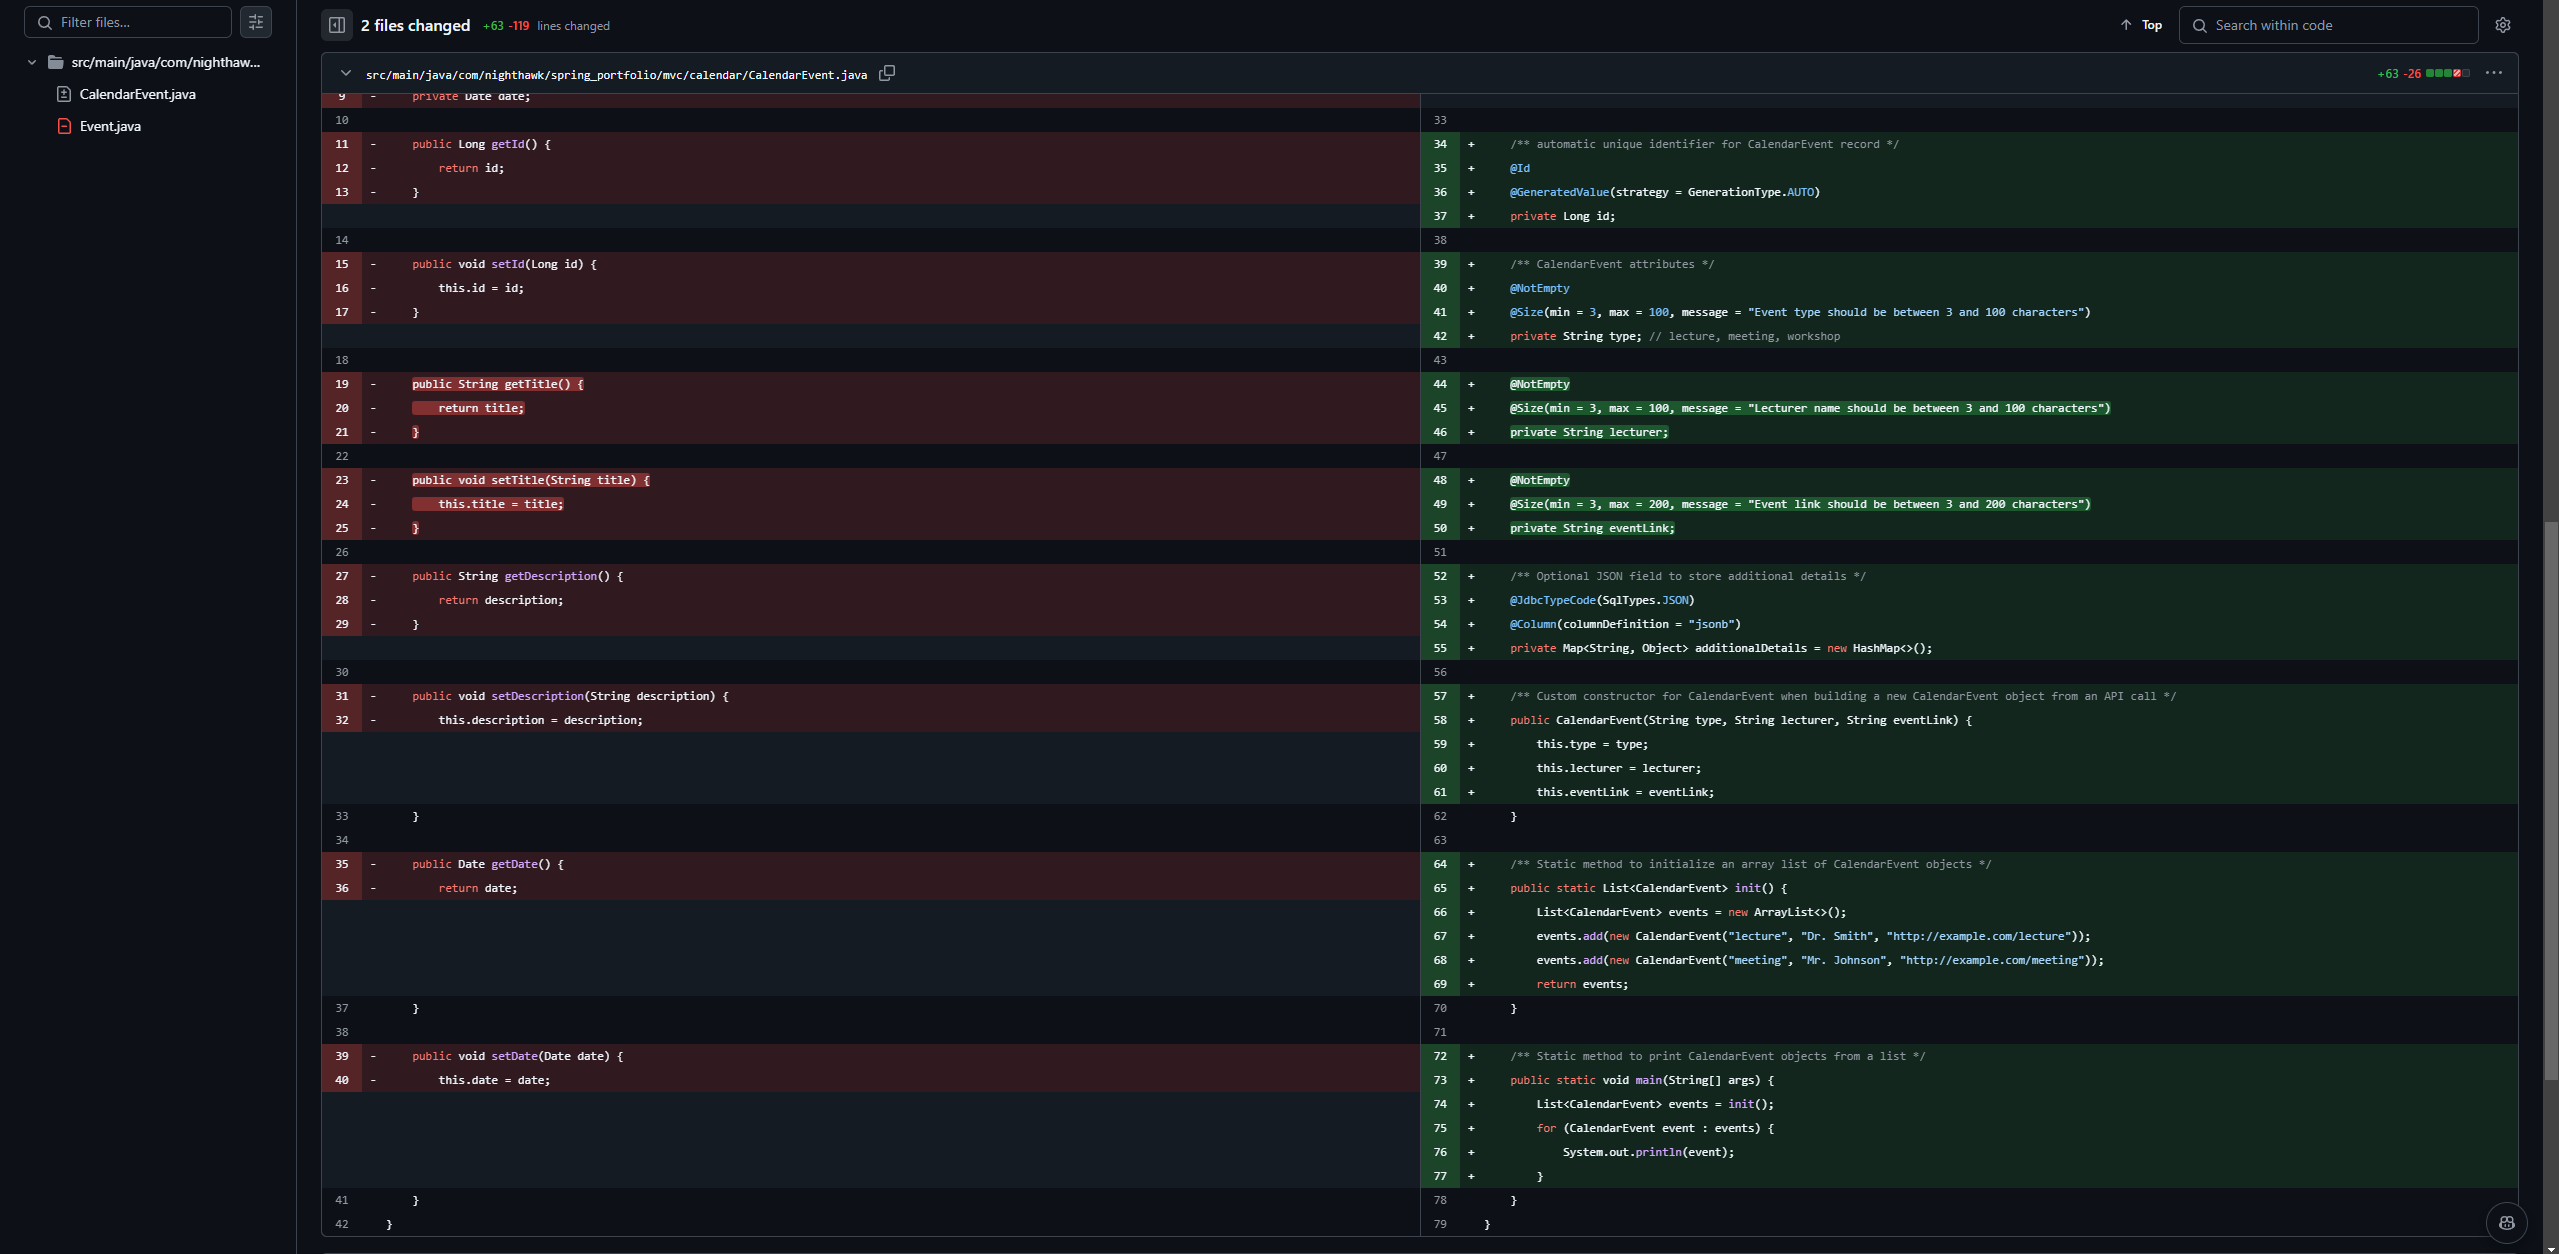 Filter files...
src/main/java/com/nighthaw...
CalendarEvent.java
Event.java
2 files changed +63 -119 lines changed
Top
Search within code
src/main/java/com/nighthawk/spring_portfolio/mvc/calendar/CalendarEvent.java
+63 -26
9 - private Date date;
10
11 - public Long getId() {
12 - return id;
13 - }
14
15 - public void setId(Long id) {
16 - this.id = id;
17 - }
18
19 - public String getTitle() {
20 - return title;
21 - }
22
23 - public void setTitle(String title) {
24 - this.title = title;
25 - }
26
27 - public String getDescription() {
28 - return description;
29 - }
30
31 - public void setDescription(String description) {
32 - this.description = description;
33 }
34
35 - public Date getDate() {
36 - return date;
37 }
38
39 - public void setDate(Date date) {
40 - this.date = date;
41 }
42 }
33
34 + /** automatic unique identifier for CalendarEvent record */
35 + @Id
36 + @GeneratedValue(strategy = GenerationType.AUTO)
37 + private Long id;
38
39 + /** CalendarEvent attributes */
40 + @NotEmpty
41 + @Size(min = 3, max = 100, message = "Event type should be between 3 and 100 characters")
42 + private String type; // lecture, meeting, workshop
43
44 + @NotEmpty
45 + @Size(min = 3, max = 100, message = "Lecturer name should be between 3 and 100 characters")
46 + private String lecturer;
47
48 + @NotEmpty
49 + @Size(min = 3, max = 200, message = "Event link should be between 3 and 200 characters")
50 + private String eventLink;
51
52 + /** Optional JSON field to store additional details */
53 + @JdbcTypeCode(SqlTypes.JSON)
54 + @Column(columnDefinition = "jsonb")
55 + private Map<String, Object> additionalDetails = new HashMap<>();
56
57 + /** Custom constructor for CalendarEvent when building a new CalendarEvent object from an API call */
58 + public CalendarEvent(String type, String lecturer, String eventLink) {
59 + this.type = type;
60 + this.lecturer = lecturer;
61 + this.eventLink = eventLink;
62 }
63
64 + /** Static method to initialize an array list of CalendarEvent objects */
65 + public static List<CalendarEvent> init() {
66 + List<CalendarEvent> events = new ArrayList<>();
67 + events.add(new CalendarEvent("lecture", "Dr. Smith", "http://example.com/lecture"));
68 + events.add(new CalendarEvent("meeting", "Mr. Johnson", "http://example.com/meeting"));
69 + return events;
70 }
71
72 + /** Static method to print CalendarEvent objects from a list */
73 + public static void main(String[] args) {
74 + List<CalendarEvent> events = init();
75 + for (CalendarEvent event : events) {
76 + System.out.println(event);
77 + }
78 }
79 }